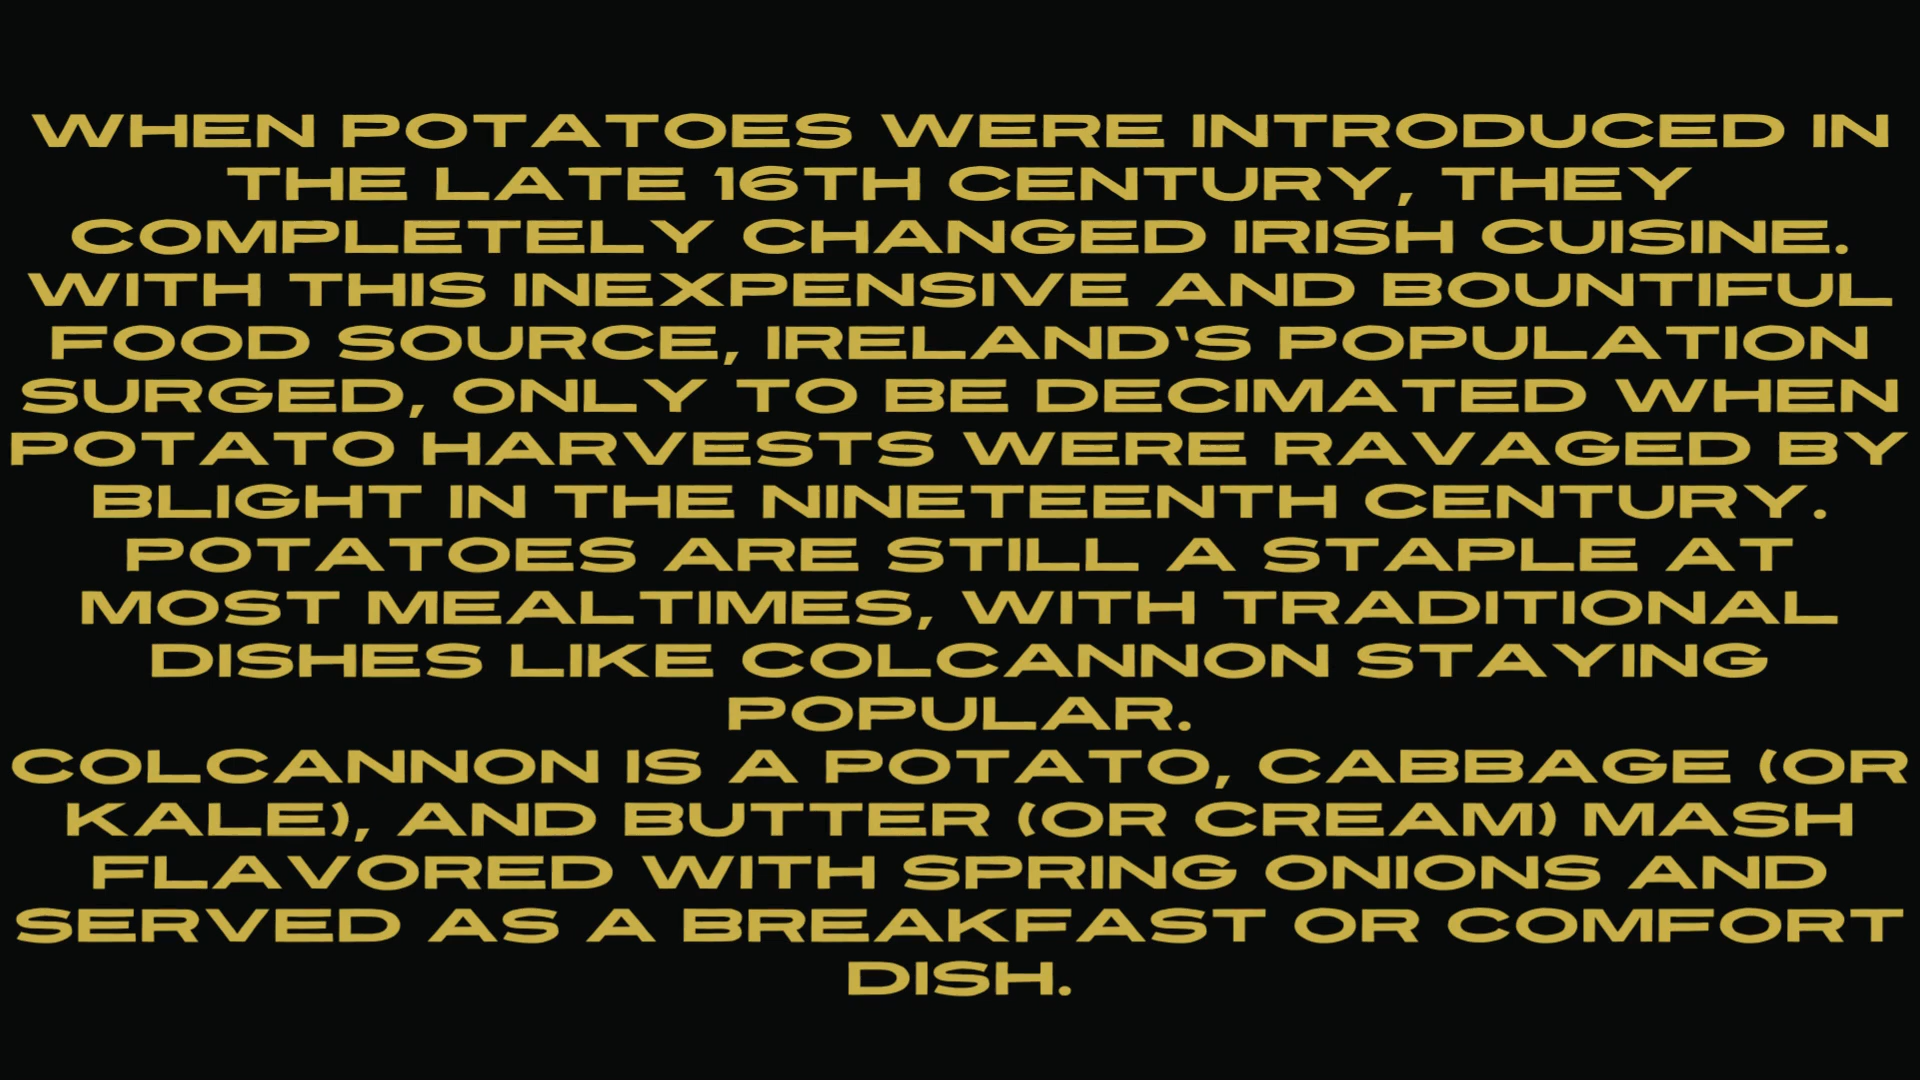 WHEN POTATOES WERE INTRODUCED IN
THE LATE 16TH CENTURY, THEY
COMPLETELY CHANGED IRISH CUISINE.
WITH THIS INEXPENSIVE AND BOUNTIFUL
FOOD SOURCE, IRELAND‘S POPULATION
SURGED, ONLY TO BE DECIMATED WHEN
POTATO HARVESTS WERE RAVAGED BY
BLIGHT IN THE NINETEENTH CENTURY.
POTATOES ARE STILL A STAPLE AT
MOST MEALTIMES, WITH TRADITIONAL
DISHES LIKE COLCANNON STAYING
POPULAR.
COLCANNON IS A POTATO, CABBAGE (OR
KALE), AND BUTTER (OR CREAM) MASH
FLAVORED WITH SPRING ONIONS AND
SERVED AS A BREAKFAST OR COMFORT
DISH.